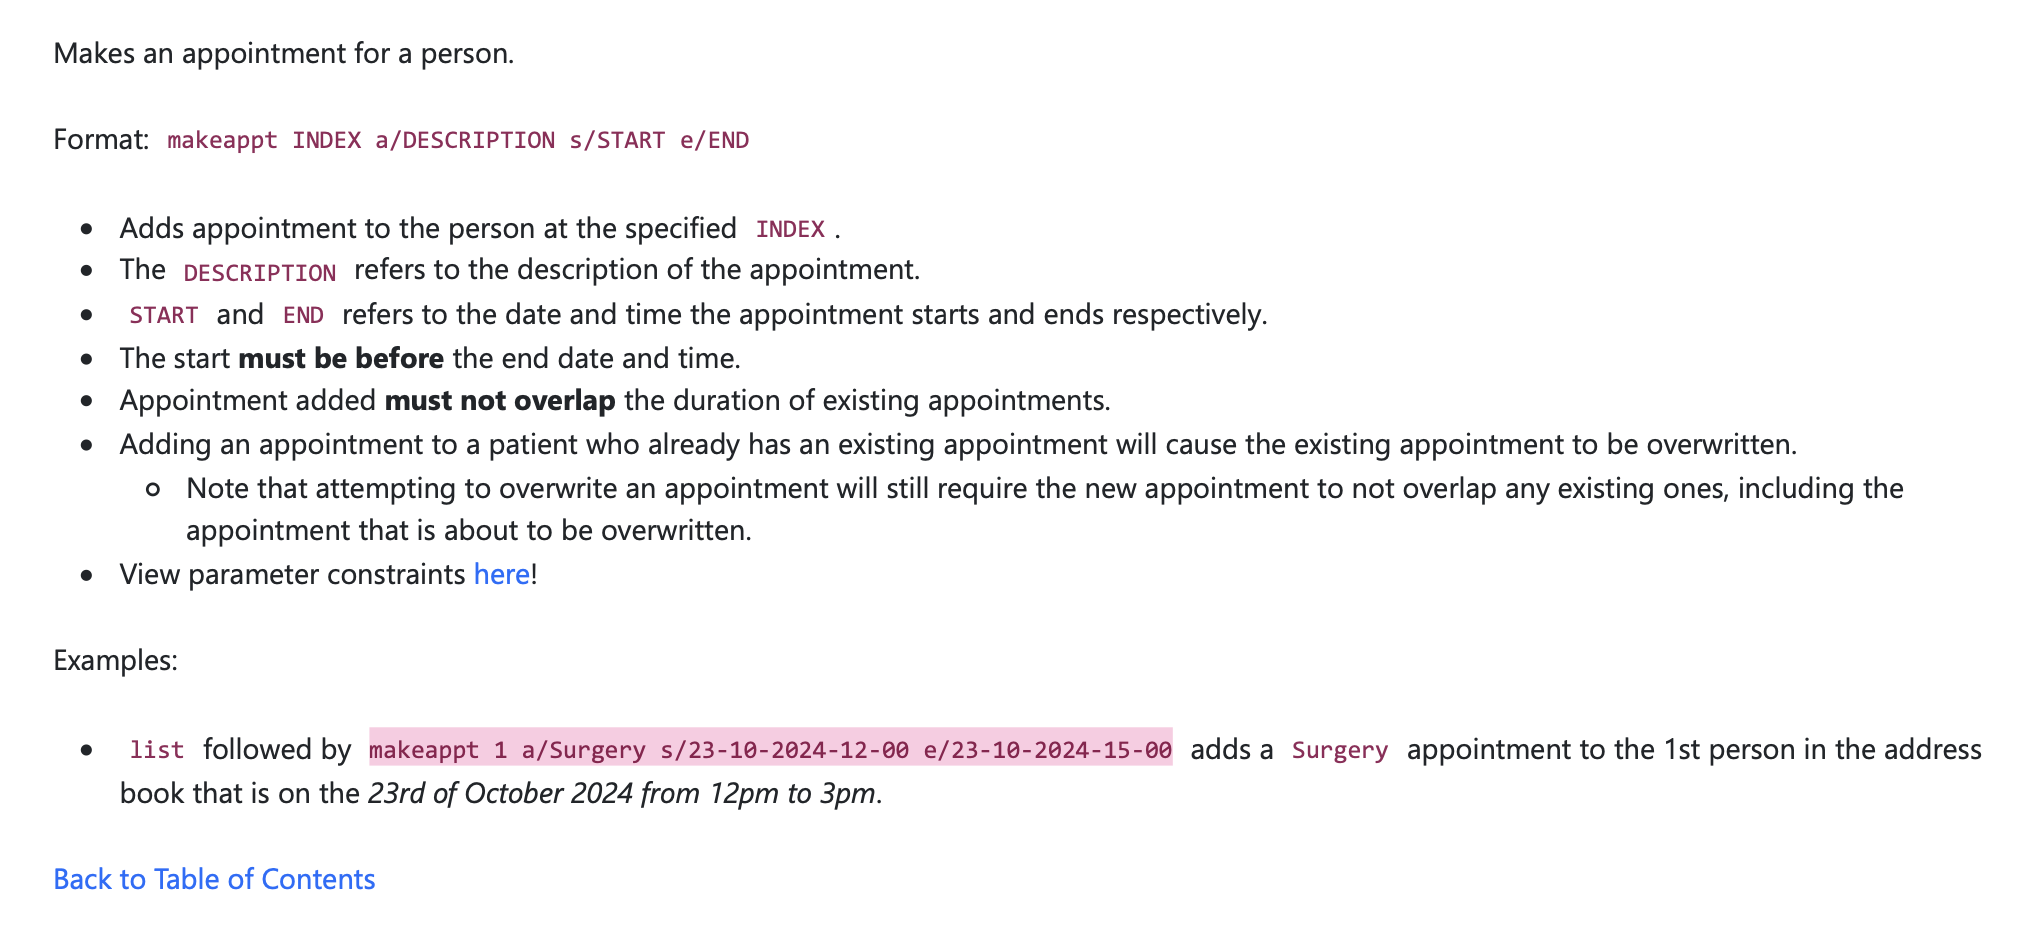 Makes an appointment for a person.
Format: makeappt INDEX a/DESCRIPTION s/START e/END
• Adds appointment to the person at the specified INDEX .
• The DESCRIPTION refers to the description of the appointment.
• START and END refers to the date and time the appointment starts and ends respectively.
• The start must be before the end date and time.
• Appointment added must not overlap the duration of existing appointments.
• Adding an appointment to a patient who already has an existing appointment will cause the existing appointment to be overwritten.
o Note that attempting to overwrite an appointment will still require the new appointment to not overlap any existing ones, including the
appointment that is about to be overwritten.
• View parameter constraints here!
Examples:
• list followed by makeappt 1 a/Surgery s/23-10-2024-12-00 e/23-10-2024-15-00 adds a Surgery appointment to the 1st person in the address
book that is on the 23rd of October 2024 from 12pm to 3pm.
Back to Table of Contents